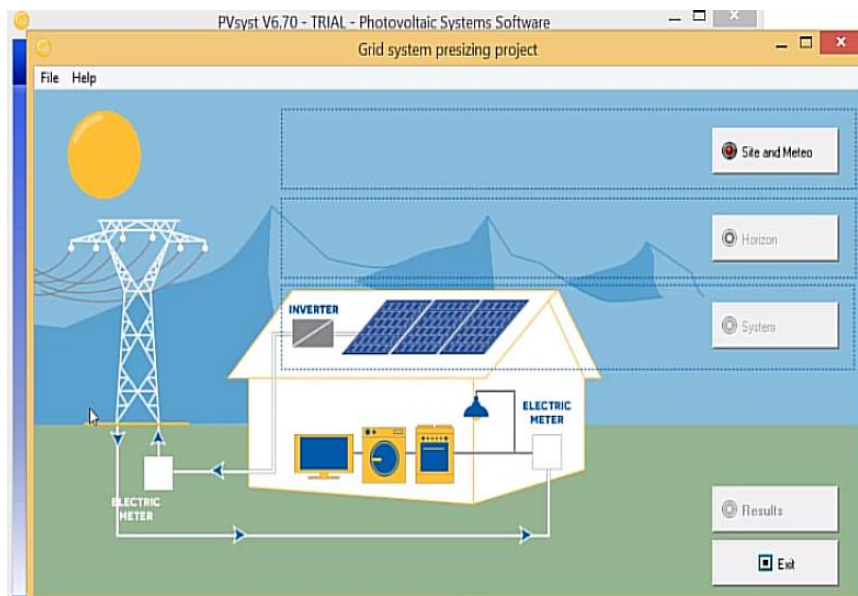 PVsyst V6.70 - TRIAL - Photovoltaic Systems Software
Grid system presizing project
File Help
Site and Meteo
Horizon
INVERTER
System
ELECTRIC
METER
ELECTRIC
METER
Results
Exit